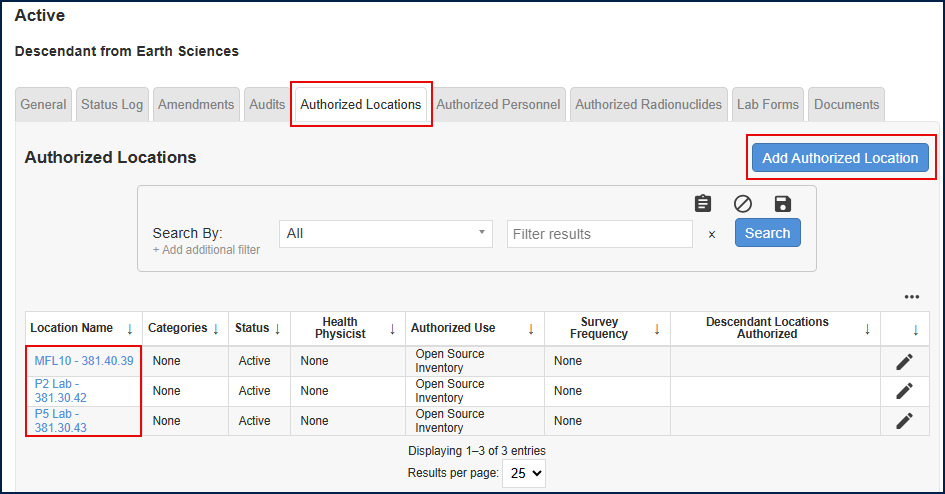 Active
Descendant from Earth Sciences
General Status Log Amendments Audits Authorized Locations Authorized Personnel Authorized Radionuclides Lab Forms Documents
Authorized Locations
Add Authorized Location
Search By: All Filter results x Search
+ Add additional filter
Location Name ↓ Categories ↓ Status ↓ Health Physicist ↓ Authorized Use ↓ Survey Frequency ↓ Descendant Locations Authorized ↓ ↓
MFL10 - 381.40.39 None Active None Open Source Inventory None
P2 Lab - 381.30.42 None Active None Open Source Inventory None
P5 Lab - 381.30.43 None Active None Open Source Inventory None
Displaying 1–3 of 3 entries
Results per page: 25